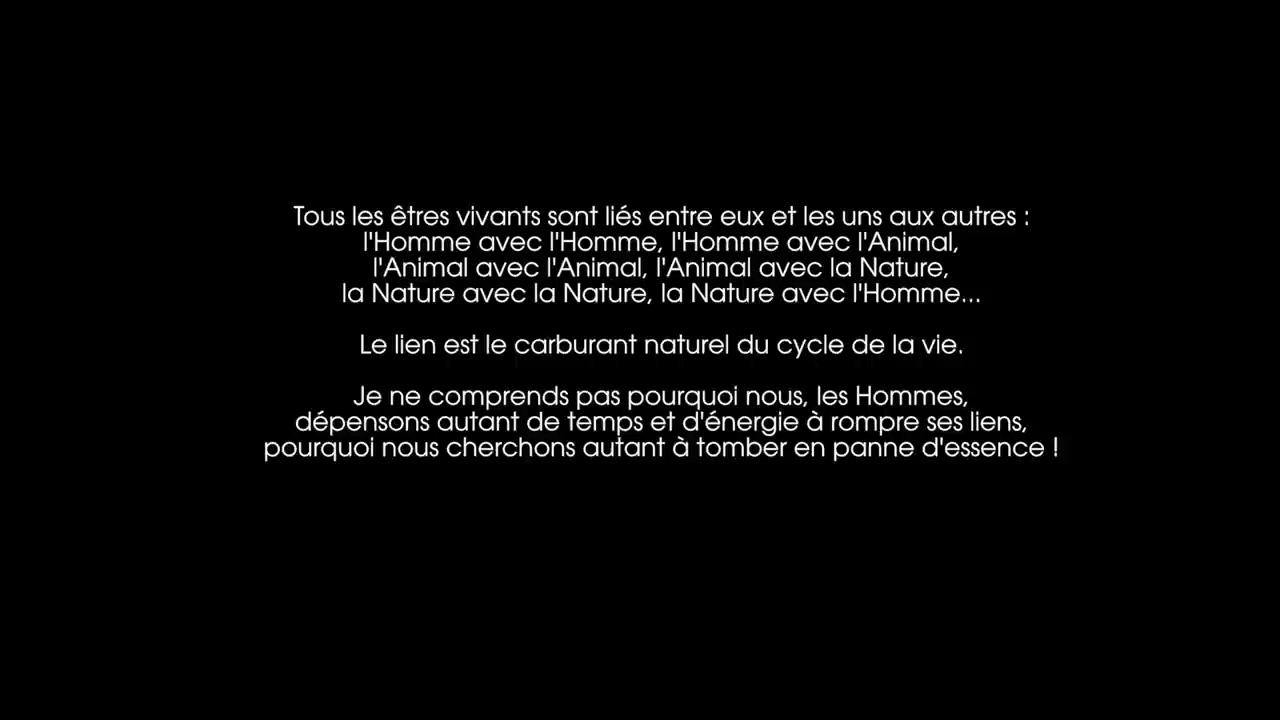 Tous les êtres vivants sont liés entre eux et les uns aux autres :
l'Homme avec l'Homme, l'Homme avec l'Animal,
l'Animal avec l'Animal, l'Animal avec la Nature,
la Nature avec la Nature, la Nature avec l'Homme...
Le lien est le carburant naturel du cycle de la vie.
Je ne comprends pas pourquoi nous, les Hommes,
dépensons autant de temps et d'énergie à rompre ses liens,
pourquoi nous cherchons autant à tomber en panne d'essence !